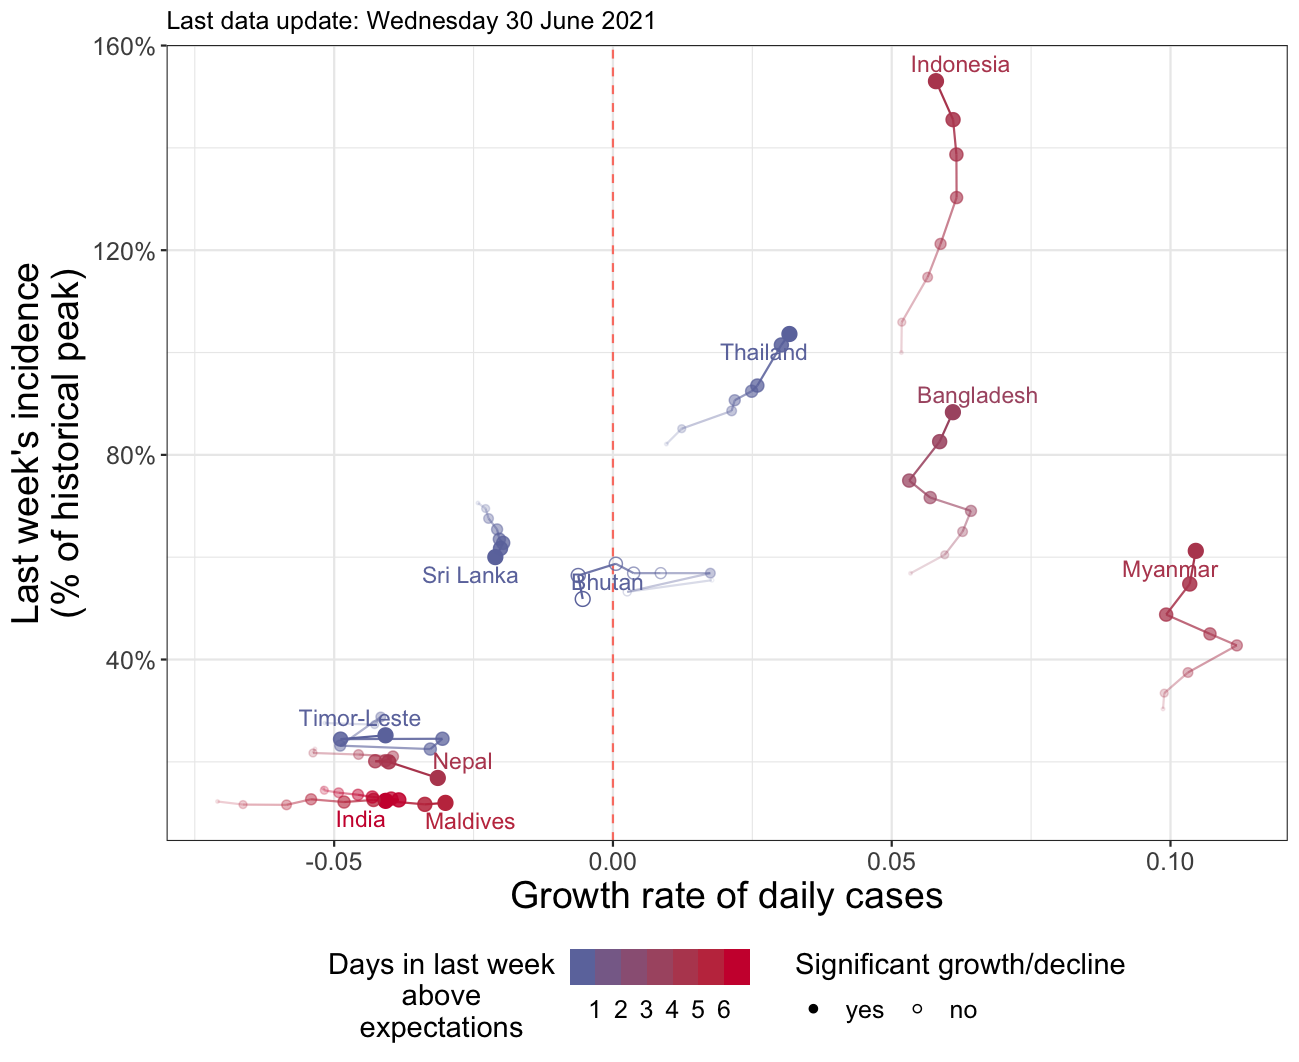 Last data update: Wednesday 30 June 2021
160%
120%
80%
40%
Last week's incidence
(% of historical peak)
Indonesia
Thailand
Bangladesh
Sri Lanka
Bhutan
Myanmar
Timor-Leste
Nepal
India
Maldives
-0.05 0.00 0.05 0.10
Growth rate of daily cases
Days in last week
above
expectations
1 2 3 4 5 6
Significant growth/decline
yes no